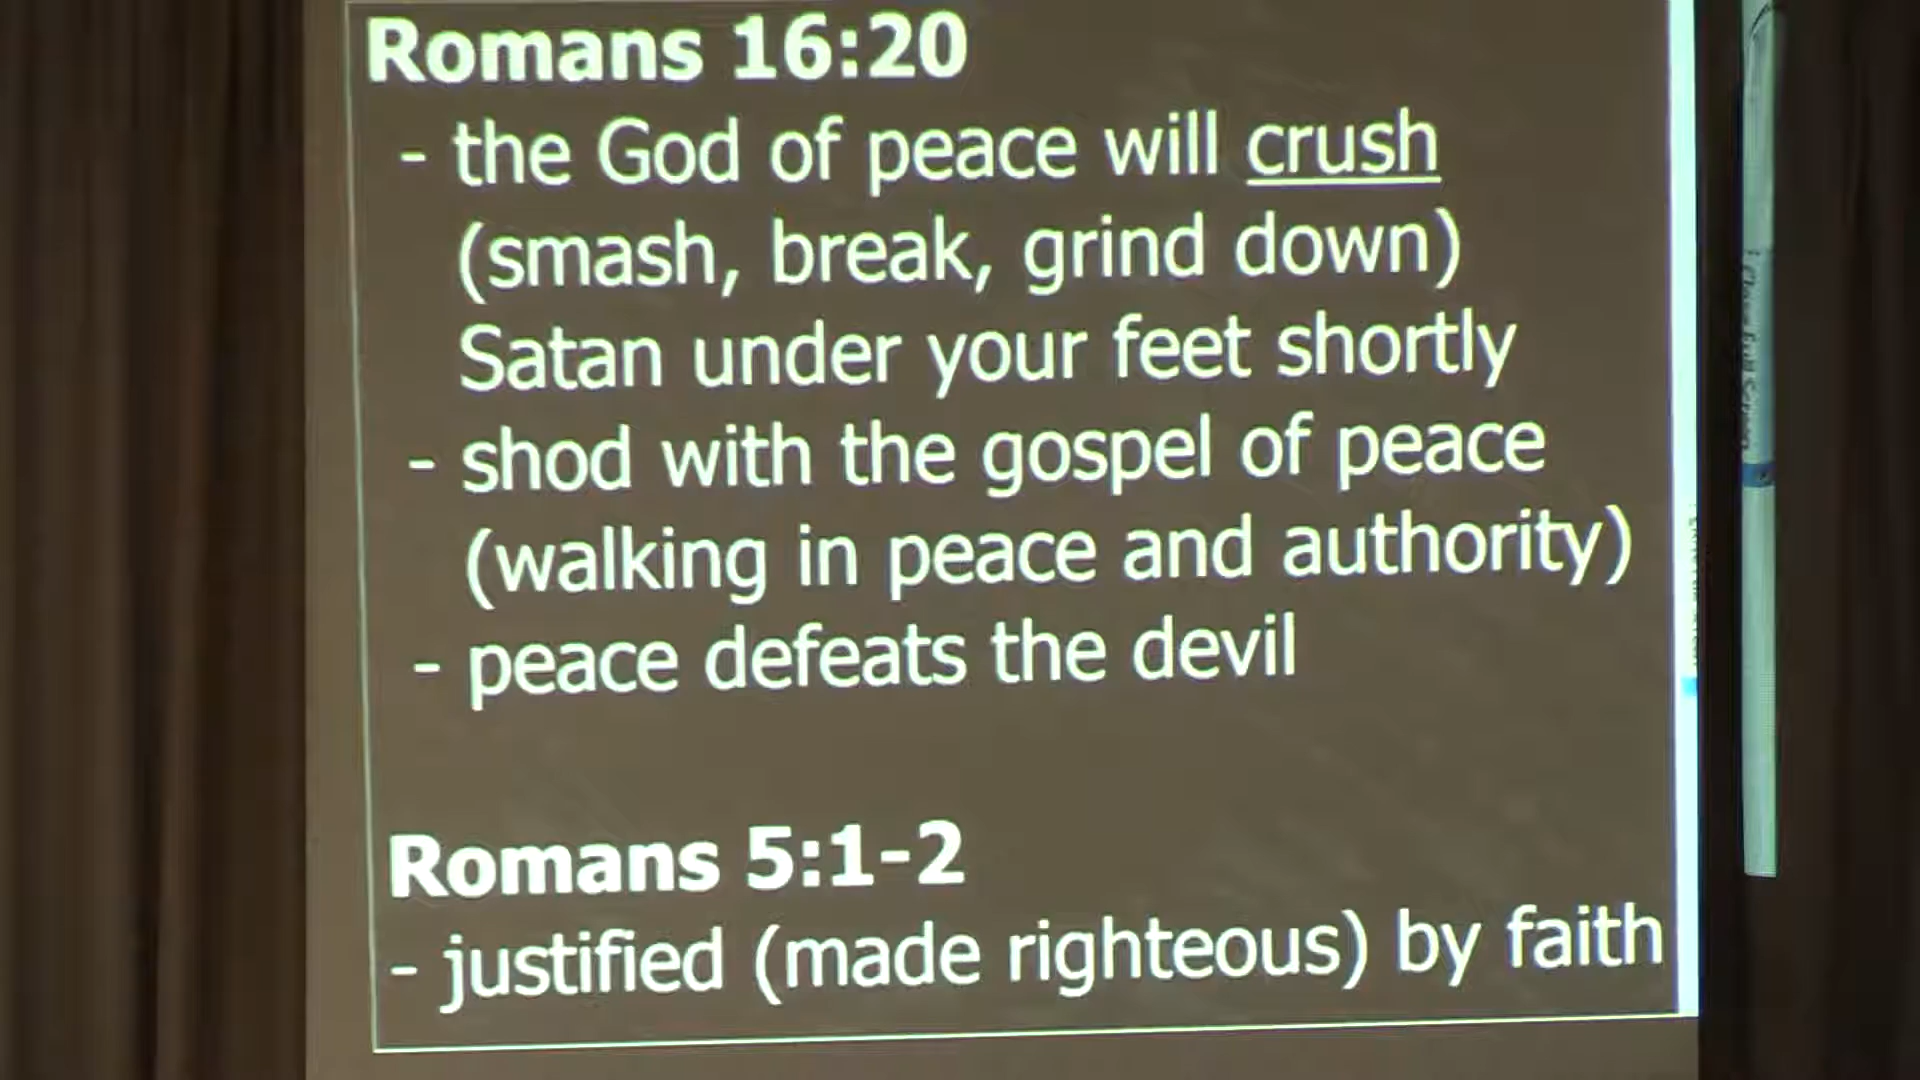 Romans 16:20
- the God of peace will crush
(smash, break, grind down)
Satan under your feet shortly
- shod with the gospel of peace
(walking in peace and authority)
- peace defeats the devil
Romans 5:1-2
- justified (made righteous) by faith